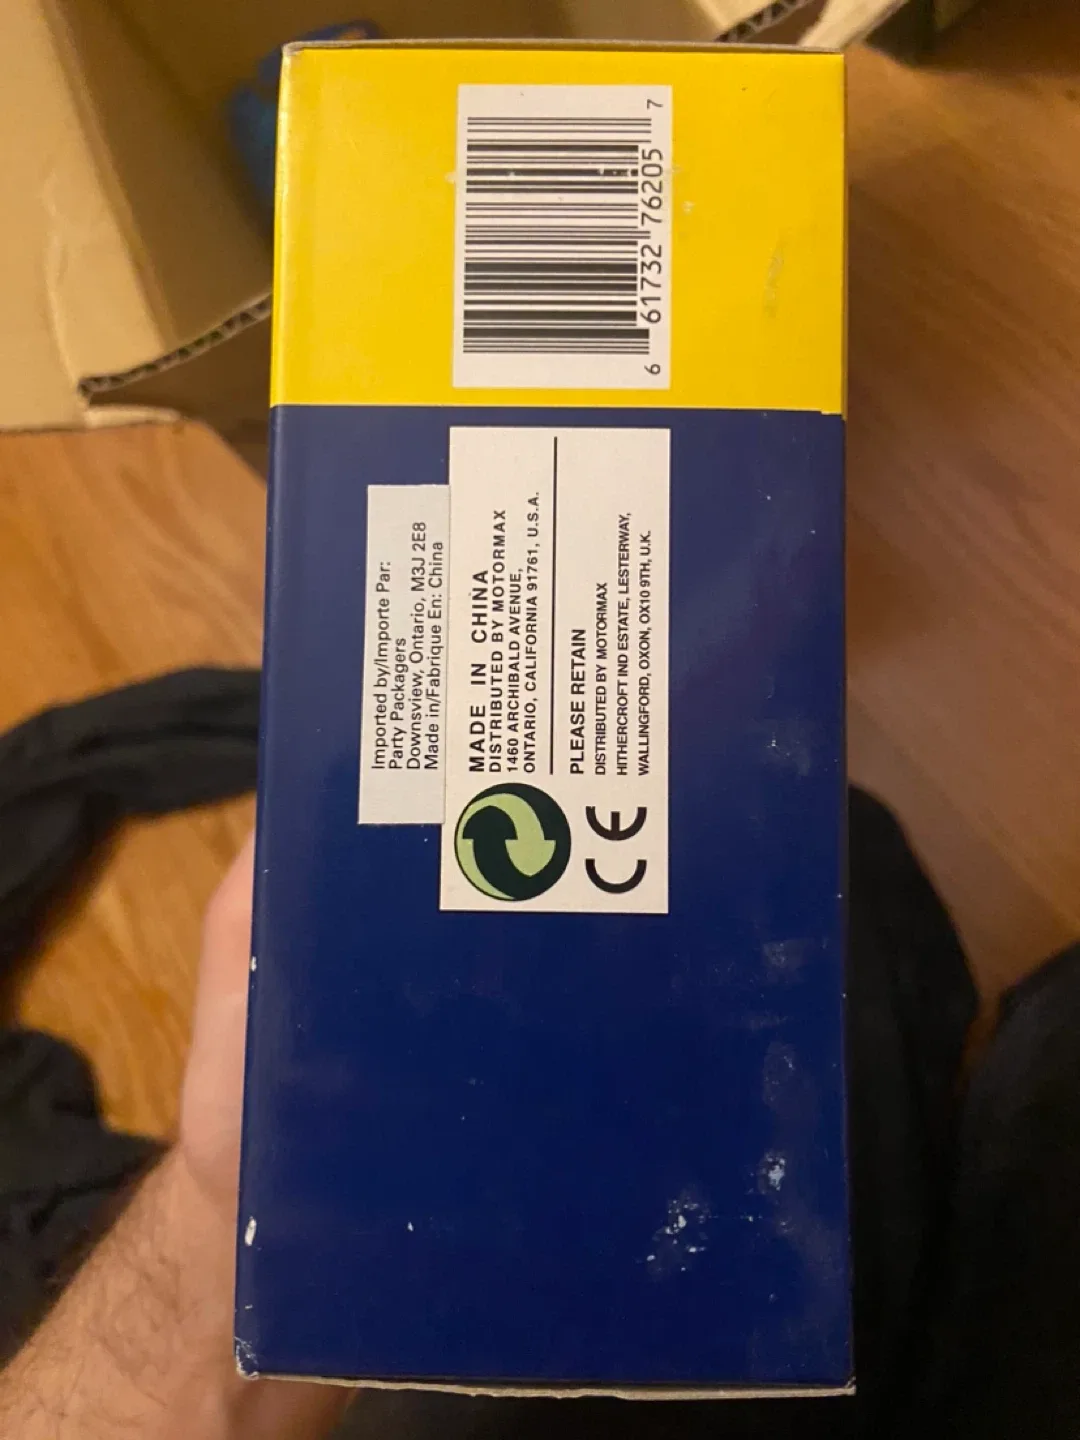 6 61732 76205 7
Imported by/Importe Par:
Party Packagers
Downsview, Ontario, M3J 2E8
Made in/Fabrique En: China
MADE IN CHINA
DISTRIBUTED BY MOTORMAX
1460 ARCHIBALD AVENUE,
ONTARIO, CALIFORNIA 91761, U.S.A.
PLEASE RETAIN
DISTRIBUTED BY MOTORMAX
HITHERCROFT IND ESTATE, LESTERWAY,
WALLINGFORD, OXON, OX10 9TH, U.K.
CE